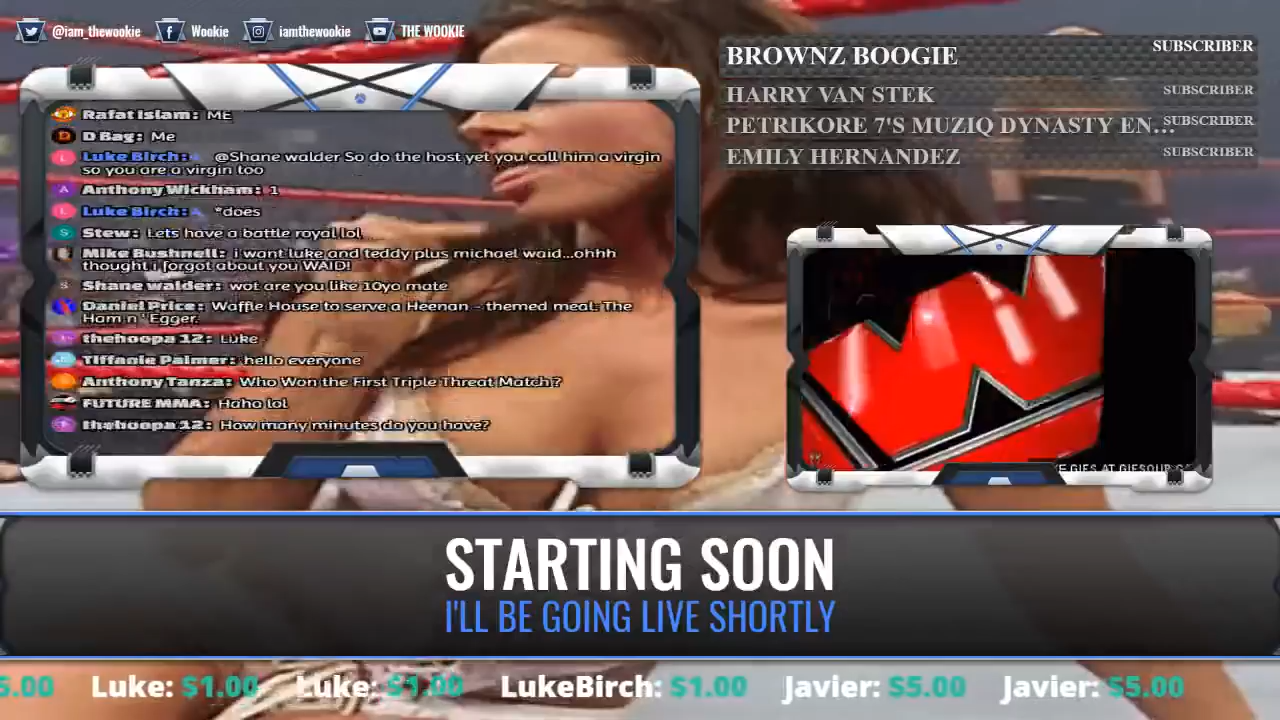 @iam_thewookie Wookie iamthewookie THE WOOKIE
Rafat Islam: ME
D Bag: Me
Luke Birch: @Shane walder So do the host yet you call him a virgin
so you are a virgin too
Anthony Wickham: 1
Luke Birch: *does
Stew: Lets have a battle royal lol
Mike Bushnell: i want luke and teddy plus michael waid...ohhh
thought i forgot about you WAID!
Shane walder: wot are you like 10yo mate
Daniel Price: Waffle House to serve a Heenan - themed meal: The
Ham n' Egger.
thehoopa 12: Luke
Tiffanie Palmer: hello everyone
Anthony Tanza: Who Won the First Triple Threat Match?
FUTURE MMA: Haha lol
thehoopa 12: How many minutes do you have?
BROWNZ BOOGIE SUBSCRIBER
HARRY VAN STEK SUBSCRIBER
PETRIKORE 7'S MUZIQ DYNASTY EN... SUBSCRIBER
EMILY HERNANDEZ SUBSCRIBER
GIES AT
STARTING SOON
I'LL BE GOING LIVE SHORTLY
5.00 Luke: $1.00 Luke: $1.00 LukeBirch: $1.00 Javier: $5.00 Javier: $5.00